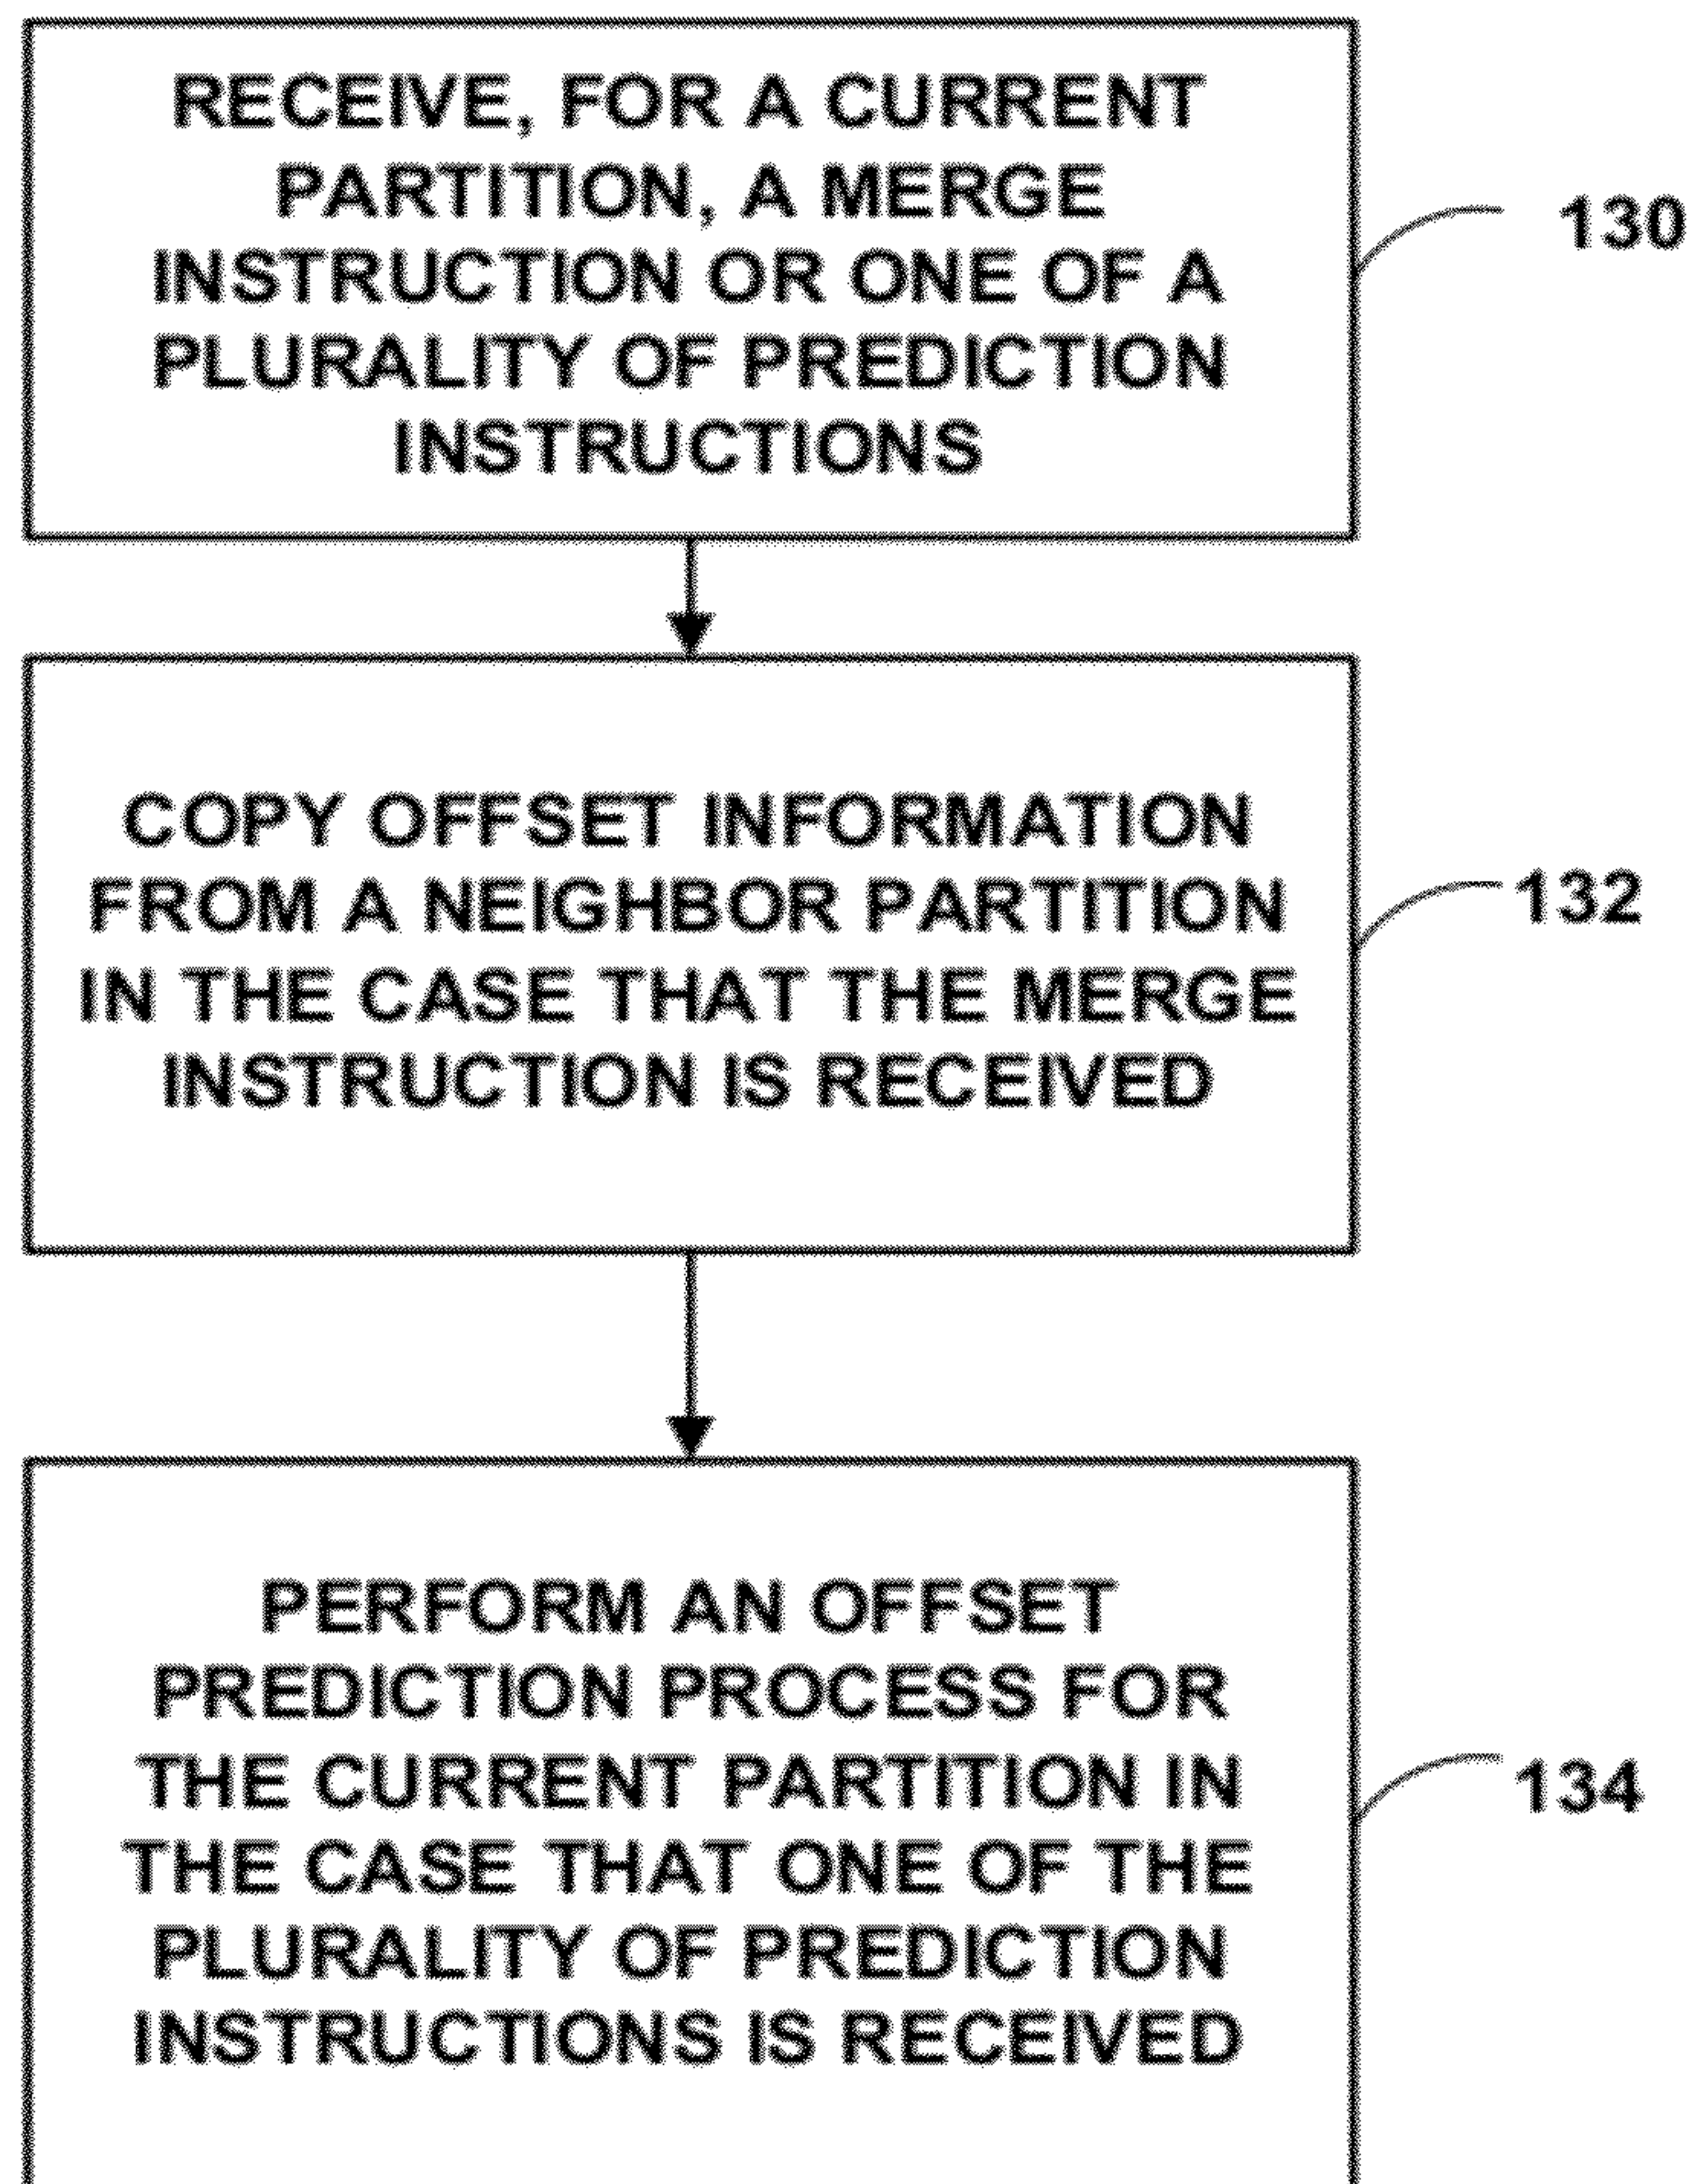 RECEIVE, FOR A CURRENT
PARTITION, A MERGE
INSTRUCTION OR ONE OF A
PLURALITY OF PREDICTION
INSTRUCTIONS
130
COPY OFFSET INFORMATION
FROM A NEIGHBOR PARTITION
IN THE CASE THAT THE MERGE
INSTRUCTION IS RECEIVED
132
PERFORM AN OFFSET
PREDICTION PROCESS FOR
THE CURRENT PARTITION IN
THE CASE THAT ONE OF THE
PLURALITY OF PREDICTION
INSTRUCTIONS IS RECEIVED
134